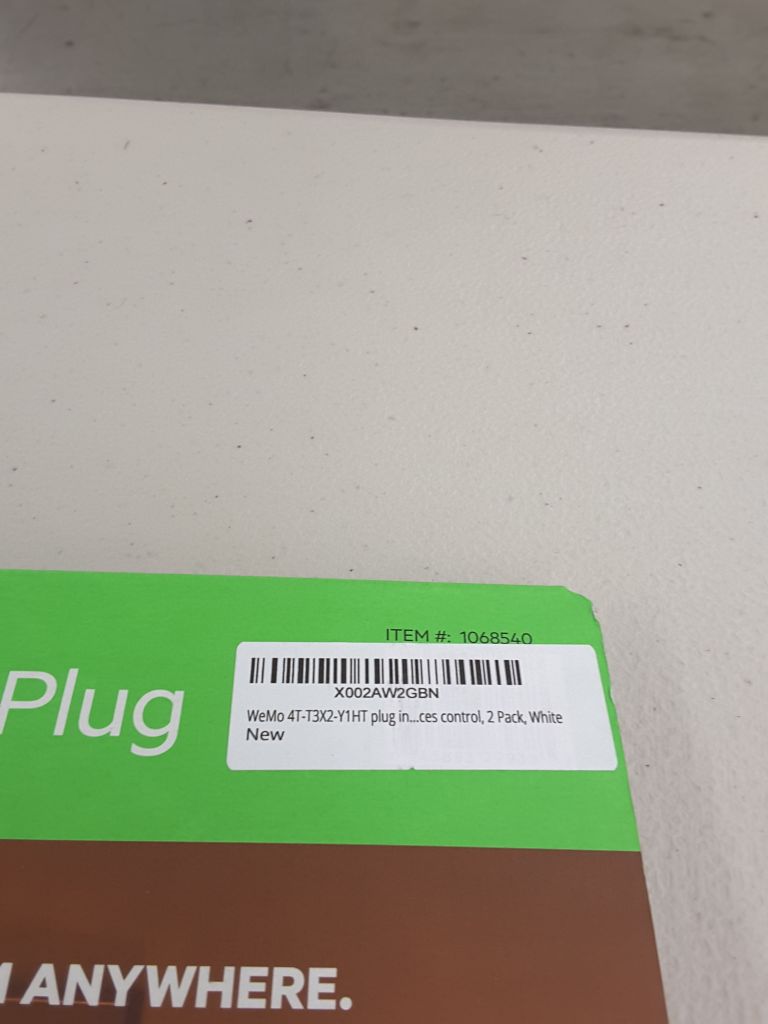 ITEM #: 1068540
X002AW2GBN
WeMo 4T-T3X2-Y1HT plug in...ces control, 2 Pack, White
New
Plug
ANYWHERE.